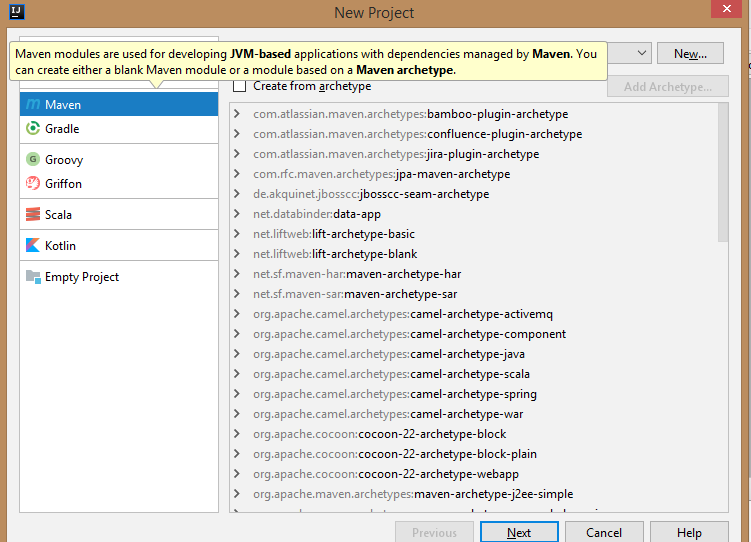 IJ
New Project
Maven modules are used for developing JVM-based applications with dependencies managed by Maven. You
can create either a blank Maven module or a module based on a Maven archetype.
New...
Create from archetype
Add Archetype...
m Maven
Gradle
G Groovy
Griffon
Scala
Kotlin
Empty Project
com.atlassian.maven.archetypes:bamboo-plugin-archetype
com.atlassian.maven.archetypes:confluence-plugin-archetype
com.atlassian.maven.archetypes:jira-plugin-archetype
com.rfc.maven.archetypes:jpa-maven-archetype
de.akquinet.jbosscc:jbosscc-seam-archetype
net.databinder:data-app
net.liftweb:lift-archetype-basic
net.liftweb:lift-archetype-blank
net.sf.maven-har:maven-archetype-har
net.sf.maven-sar:maven-archetype-sar
org.apache.camel.archetypes:camel-archetype-activemq
org.apache.camel.archetypes:camel-archetype-component
org.apache.camel.archetypes:camel-archetype-java
org.apache.camel.archetypes:camel-archetype-scala
org.apache.camel.archetypes:camel-archetype-spring
org.apache.camel.archetypes:camel-archetype-war
org.apache.cocoon:cocoon-22-archetype-block
org.apache.cocoon:cocoon-22-archetype-block-plain
org.apache.cocoon:cocoon-22-archetype-webapp
org.apache.maven.archetypes:maven-archetype-j2ee-simple
Previous
Next
Cancel
Help